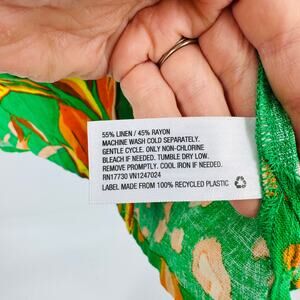 55% LINEN / 45% RAYON
MACHINE WASH COLD SEPARATELY.
GENTLE CYCLE. ONLY NON-CHLORINE
BLEACH IF NEEDED. TUMBLE DRY LOW.
REMOVE PROMPTLY. COOL IRON IF NEEDED.
RN17730 VN1247024
LABEL MADE FROM 100% RECYCLED PLASTIC